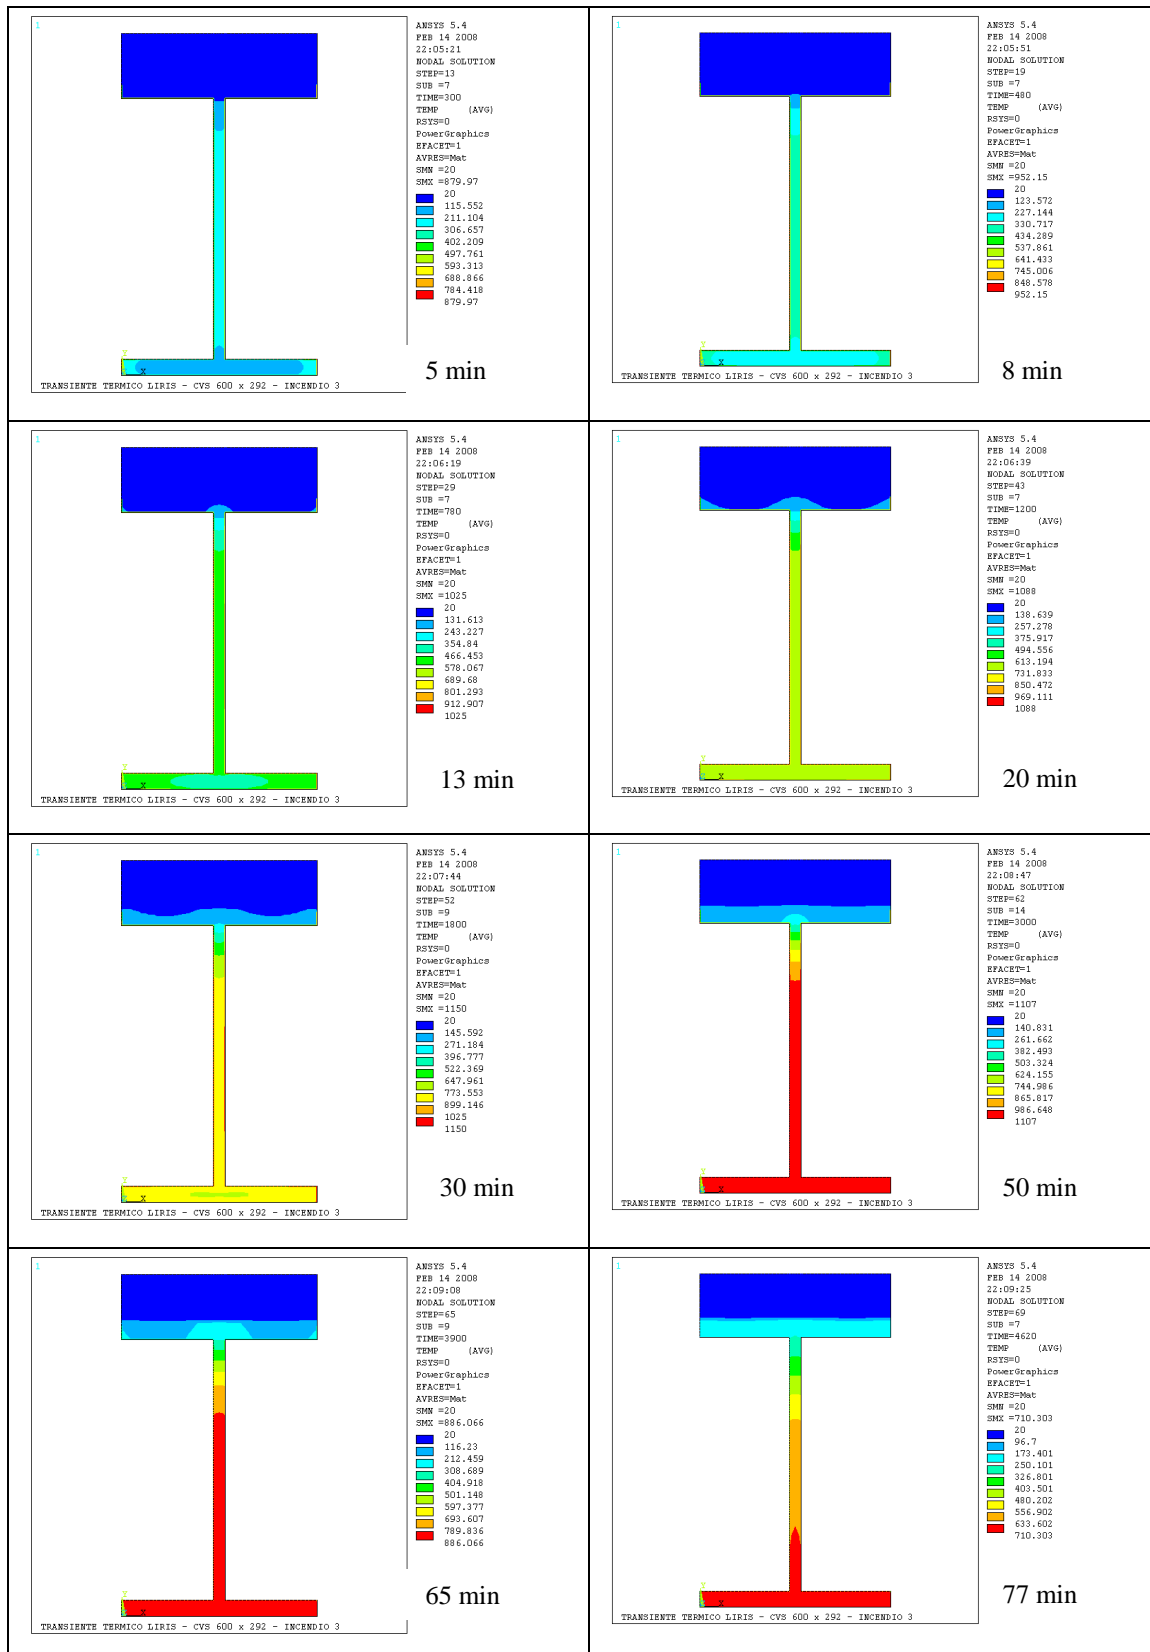 1
ANSYS 5.4
FEB 14 2008
22:05:21
NODAL SOLUTION
STEP=13
SUB =7
TIME=300
TEMP (AVG)
RSYS=0
PowerGraphics
EFACET=1
AVRES=Mat
SMN =20
SMX =879.97
20
115.552
211.104
306.657
402.209
497.761
593.313
688.866
784.418
879.97
Y
X
5 min
TRANSIENTE TERMICO LIRIS - CVS 600 x 292 - INCENDIO 3
1
ANSYS 5.4
FEB 14 2008
22:05:51
NODAL SOLUTION
STEP=19
SUB =7
TIME=480
TEMP (AVG)
RSYS=0
PowerGraphics
EFACET=1
AVRES=Mat
SMN =20
SMX =952.15
20
123.572
227.144
330.717
434.289
537.861
641.433
745.006
848.578
952.15
Y
X
8 min
TRANSIENTE TERMICO LIRIS - CVS 600 x 292 - INCENDIO 3
1
ANSYS 5.4
FEB 14 2008
22:06:19
NODAL SOLUTION
STEP=29
SUB =7
TIME=780
TEMP (AVG)
RSYS=0
PowerGraphics
EFACET=1
AVRES=Mat
SMN =20
SMX =1025
20
131.613
243.227
354.84
466.453
578.067
689.68
801.293
912.907
1025
Y
X
13 min
TRANSIENTE TERMICO LIRIS - CVS 600 x 292 - INCENDIO 3
1
ANSYS 5.4
FEB 14 2008
22:06:39
NODAL SOLUTION
STEP=43
SUB =7
TIME=1200
TEMP (AVG)
RSYS=0
PowerGraphics
EFACET=1
AVRES=Mat
SMN =20
SMX =1088
20
138.639
257.278
375.917
494.556
613.194
731.833
850.472
969.111
1088
Y
X
20 min
TRANSIENTE TERMICO LIRIS - CVS 600 x 292 - INCENDIO 3
1
ANSYS 5.4
FEB 14 2008
22:07:44
NODAL SOLUTION
STEP=52
SUB =9
TIME=1800
TEMP (AVG)
RSYS=0
PowerGraphics
EFACET=1
AVRES=Mat
SMN =20
SMX =1150
20
145.592
271.184
396.777
522.369
647.961
773.553
899.146
1025
1150
Y
X
30 min
TRANSIENTE TERMICO LIRIS - CVS 600 x 292 - INCENDIO 3
1
ANSYS 5.4
FEB 14 2008
22:08:47
NODAL SOLUTION
STEP=62
SUB =14
TIME=3000
TEMP (AVG)
RSYS=0
PowerGraphics
EFACET=1
AVRES=Mat
SMN =20
SMX =1107
20
140.831
261.662
382.493
503.324
624.155
744.986
865.817
986.648
1107
Y
X
50 min
TRANSIENTE TERMICO LIRIS - CVS 600 x 292 - INCENDIO 3
1
ANSYS 5.4
FEB 14 2008
22:09:08
NODAL SOLUTION
STEP=65
SUB =9
TIME=3900
TEMP (AVG)
RSYS=0
PowerGraphics
EFACET=1
AVRES=Mat
SMN =20
SMX =886.066
20
116.23
212.459
308.689
404.918
501.148
597.377
693.607
789.836
886.066
Y
X
65 min
TRANSIENTE TERMICO LIRIS - CVS 600 x 292 - INCENDIO 3
1
ANSYS 5.4
FEB 14 2008
22:09:25
NODAL SOLUTION
STEP=69
SUB =7
TIME=4620
TEMP (AVG)
RSYS=0
PowerGraphics
EFACET=1
AVRES=Mat
SMN =20
SMX =710.303
20
96.7
173.401
250.101
326.801
403.501
480.202
556.902
633.602
710.303
Y
X
77 min
TRANSIENTE TERMICO LIRIS - CVS 600 x 292 - INCENDIO 3